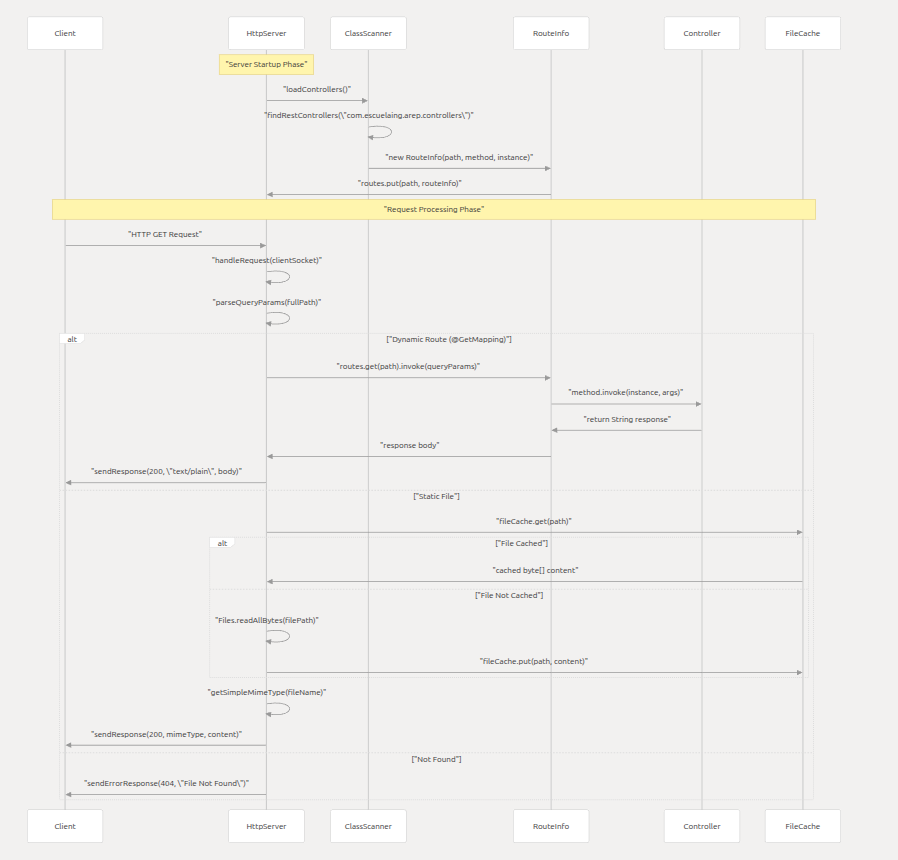 Client HttpServer ClassScanner RouteInfo Controller FileCache
"Server Startup Phase"
"loadControllers()"
"findRestControllers(\"com.escuelaing.arep.controllers\")"
"new RouteInfo(path, method, instance)"
"routes.put(path, routeInfo)"
"Request Processing Phase"
"HTTP GET Request"
"handleRequest(clientSocket)"
"parseQueryParams(fullPath)"
alt ["Dynamic Route (@GetMapping)"]
"routes.get(path).invoke(queryParams)"
"method.invoke(instance, args)"
"return String response"
"response body"
"sendResponse(200, \"text/plain\", body)"
["Static File"]
"fileCache.get(path)"
alt ["File Cached"]
"cached byte[] content"
["File Not Cached"]
"Files.readAllBytes(filePath)"
"fileCache.put(path, content)"
"getSimpleMimeType(fileName)"
"sendResponse(200, mimeType, content)"
["Not Found"]
"sendErrorResponse(404, \"File Not Found\")"
Client HttpServer ClassScanner RouteInfo Controller FileCache